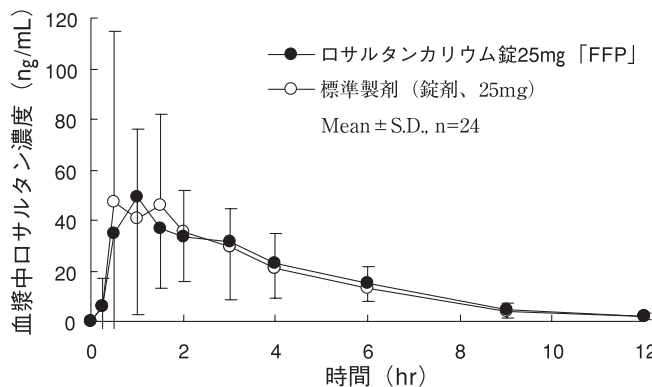 120
100
80
60
40
20
0
血漿中ロサルタン濃度 (ng/mL)
ロサルタンカリウム錠25mg「FFP」
標準製剤（錠剤、25mg）
Mean±S.D., n=24
0 2 4 6 8 10 12
時間（hr）